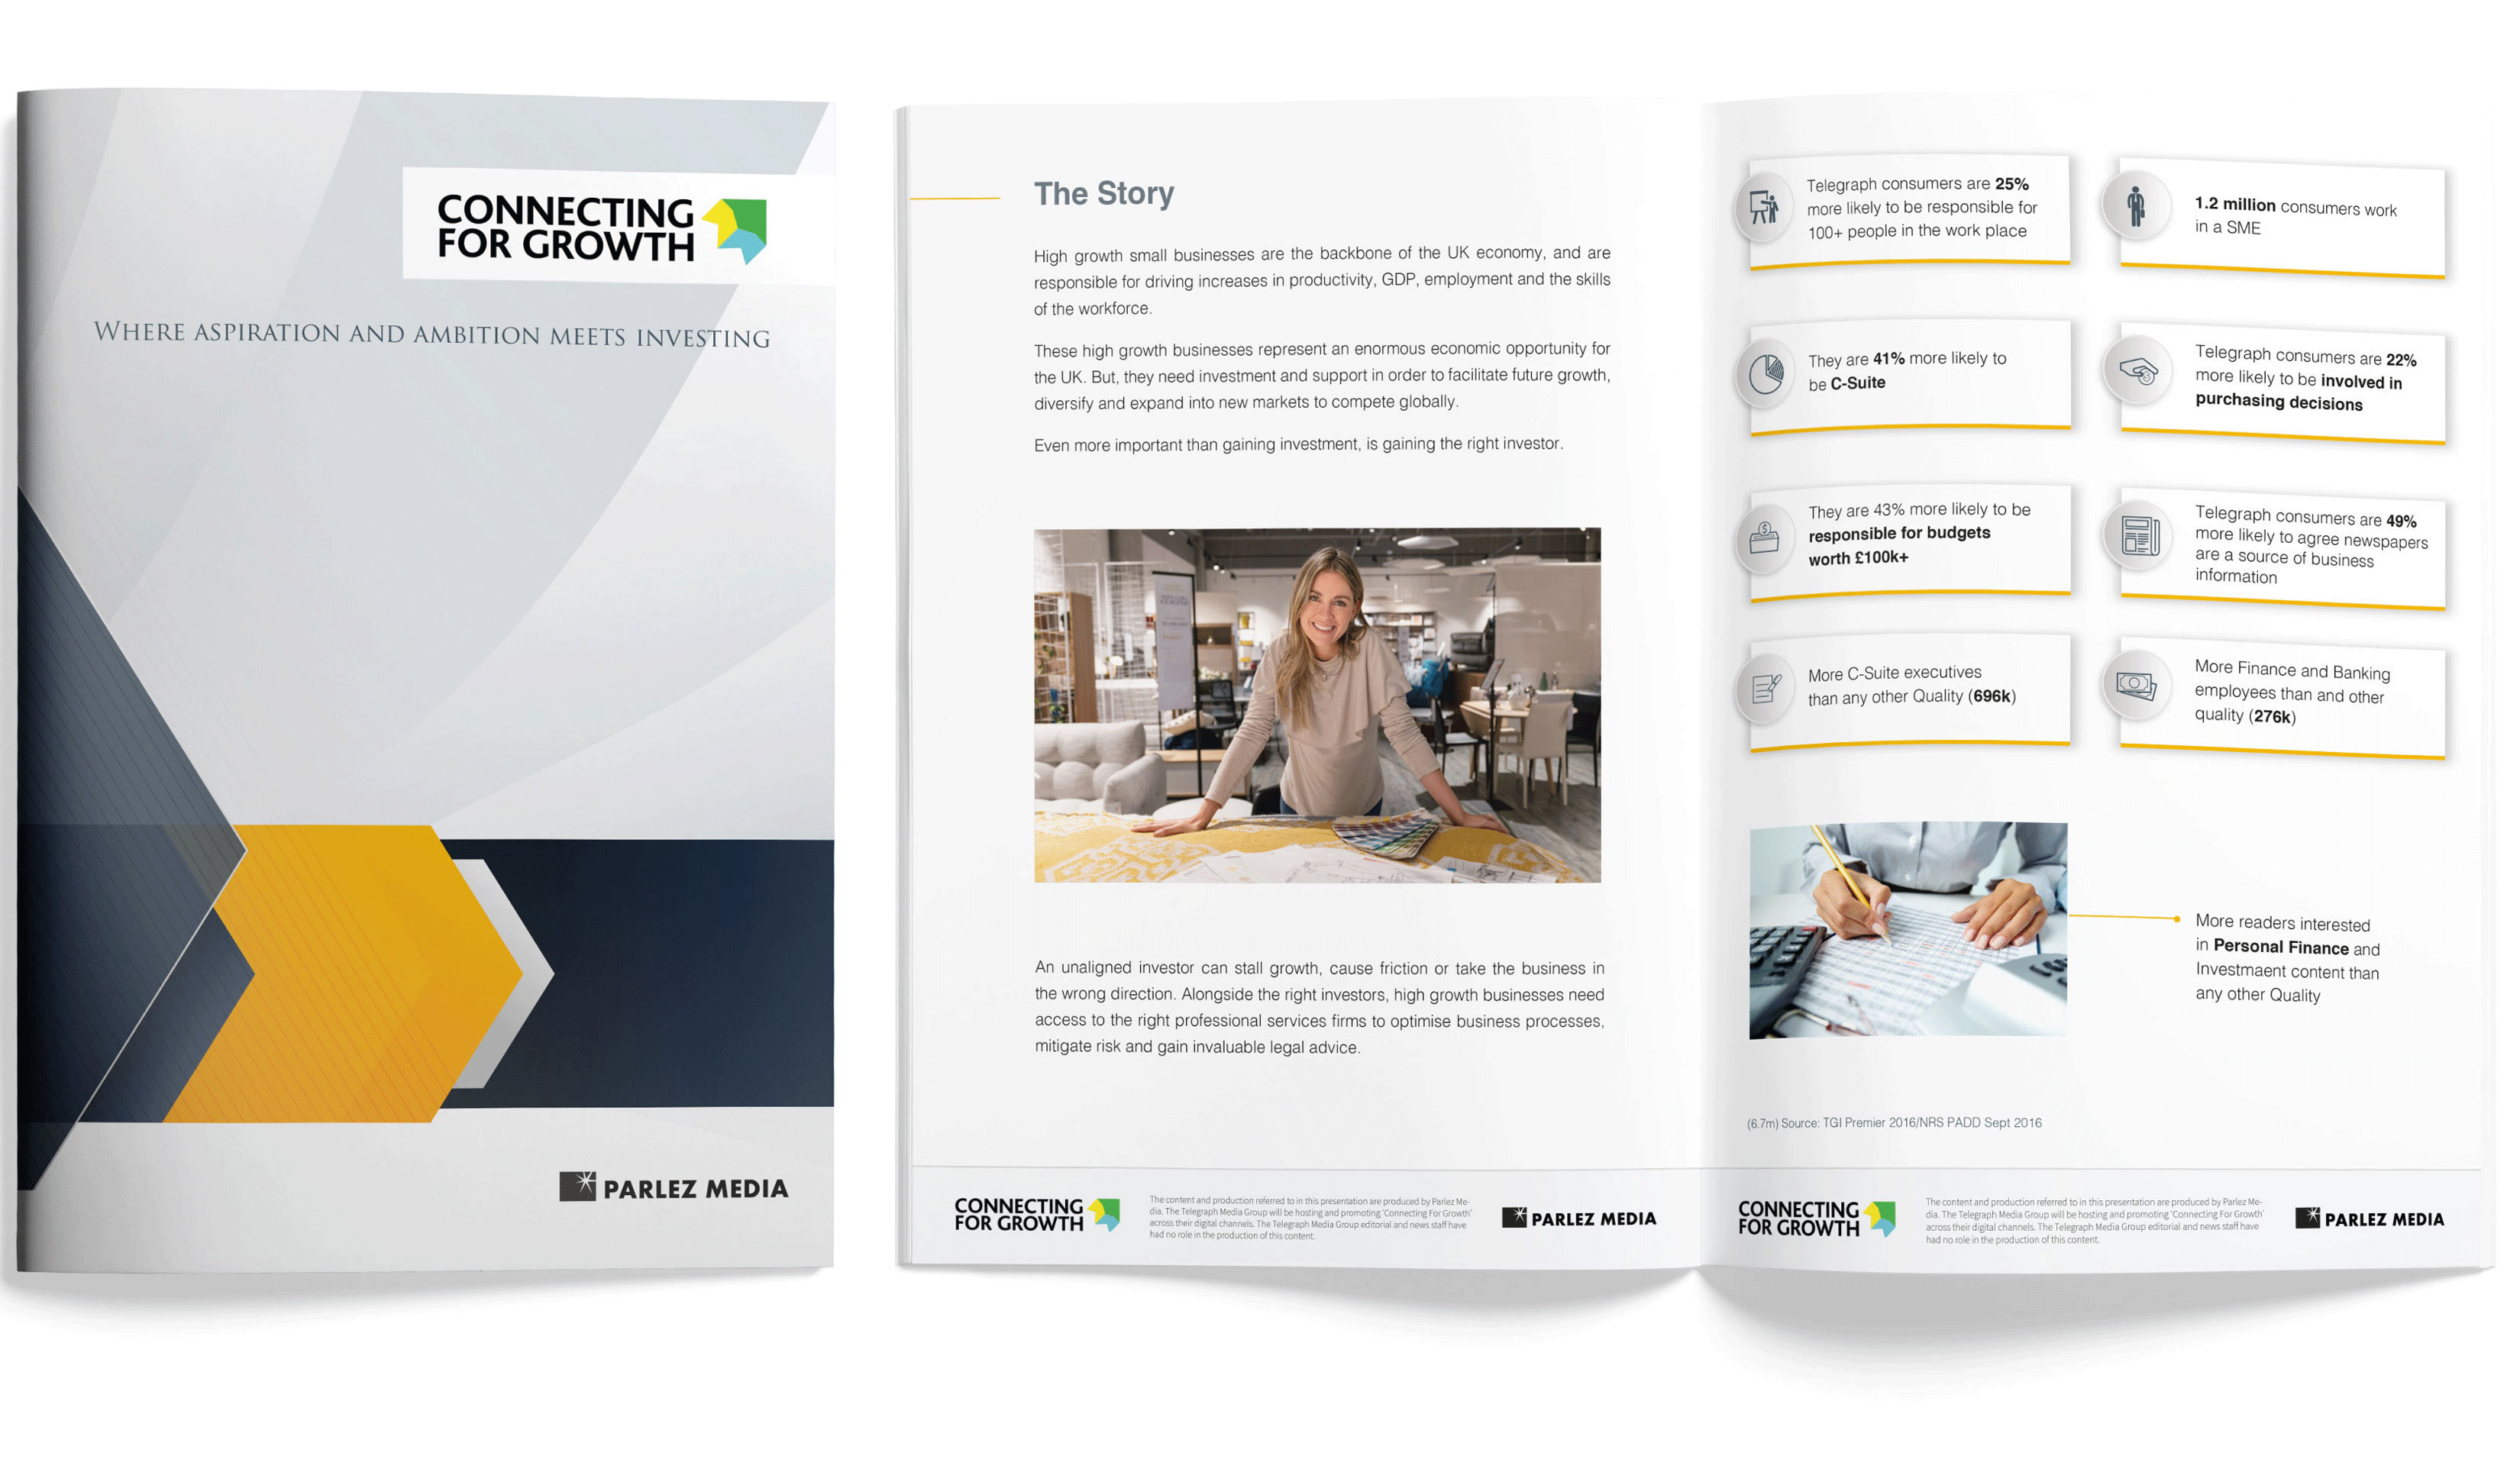 CONNECTING
FOR GROWTH
WHERE ASPIRATION AND AMBITION MEETS INVESTING
PARLEZ MEDIA
The Story
High growth small businesses are the backbone of the UK economy, and are
responsible for driving increases in productivity, GDP, employment and the skills
of the workforce.
These high growth businesses represent an enormous economic opportunity for
the UK. But, they need investment and support in order to facilitate future growth,
diversify and expand into new markets to compete globally.
Even more important than gaining investment, is gaining the right investor.
An unaligned investor can stall growth, cause friction or take the business in
the wrong direction. Alongside the right investors, high growth businesses need
access to the right professional services firms to optimise business processes,
mitigate risk and gain invaluable legal advice.
CONNECTING
FOR GROWTH
The content and production referred to in this presentation are produced by Parlez Me-
dia. The Telegraph Media Group will be hosting and promoting 'Connecting For Growth'
across their digital channels. The Telegraph Media Group editorial and news staff have
had no role in the production of this content.
PARLEZ MEDIA
Telegraph consumers are 25%
more likely to be responsible for
100+ people in the work place
1.2 million consumers work
in a SME
They are 41% more likely to
be C-Suite
Telegraph consumers are 22%
more likely to be involved in
purchasing decisions
They are 43% more likely to be
responsible for budgets
worth £100k+
Telegraph consumers are 49%
more likely to agree newspapers
are a source of business
information
More C-Suite executives
than any other Quality (696k)
More Finance and Banking
employees than and other
quality (276k)
More readers interested
in Personal Finance and
Investmaent content than
any other Quality
(6.7m) Source: TGI Premier 2016/NRS PADD Sept 2016
CONNECTING
FOR GROWTH
The content and production referred to in this presentation are produced by Parlez Me-
dia. The Telegraph Media Group will be hosting and promoting 'Connecting For Growth'
across their digital channels. The Telegraph Media Group editorial and news staff have
had no role in the production of this content.
PARLEZ MEDIA